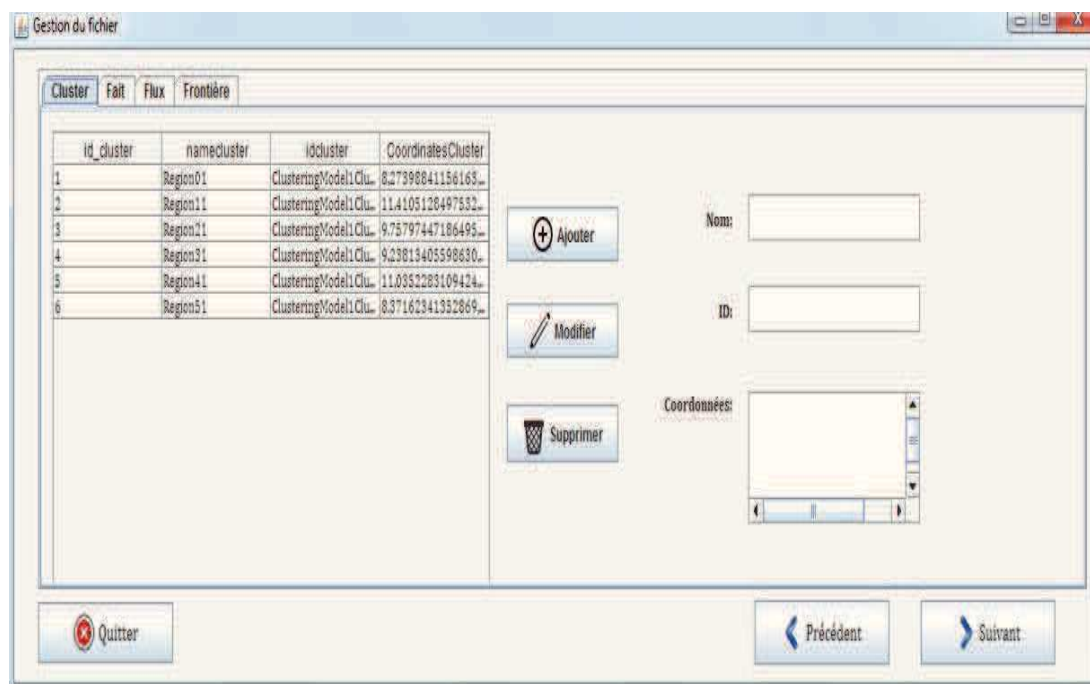 Gestion du fichier
Cluster Fait Flux Frontière
id_cluster namecluster idcluster CoordinatesCluster
1 Region01 ClusteringModel1Clu... 8,27398841156165,...
2 Region11 ClusteringModel1Clu... 11.4105128497532...
3 Region21 ClusteringModel1Clu... 9.75797447186495...
4 Region31 ClusteringModel1Clu... 9.23813405598630...
5 Region41 ClusteringModel1Clu... 11.0352283109424...
6 Region51 ClusteringModel1Clu... 8.37162341352869...
Ajouter
Nom:
Modifier
ID:
Supprimer
Coordonnées:
Quitter
Précédent
Suivant